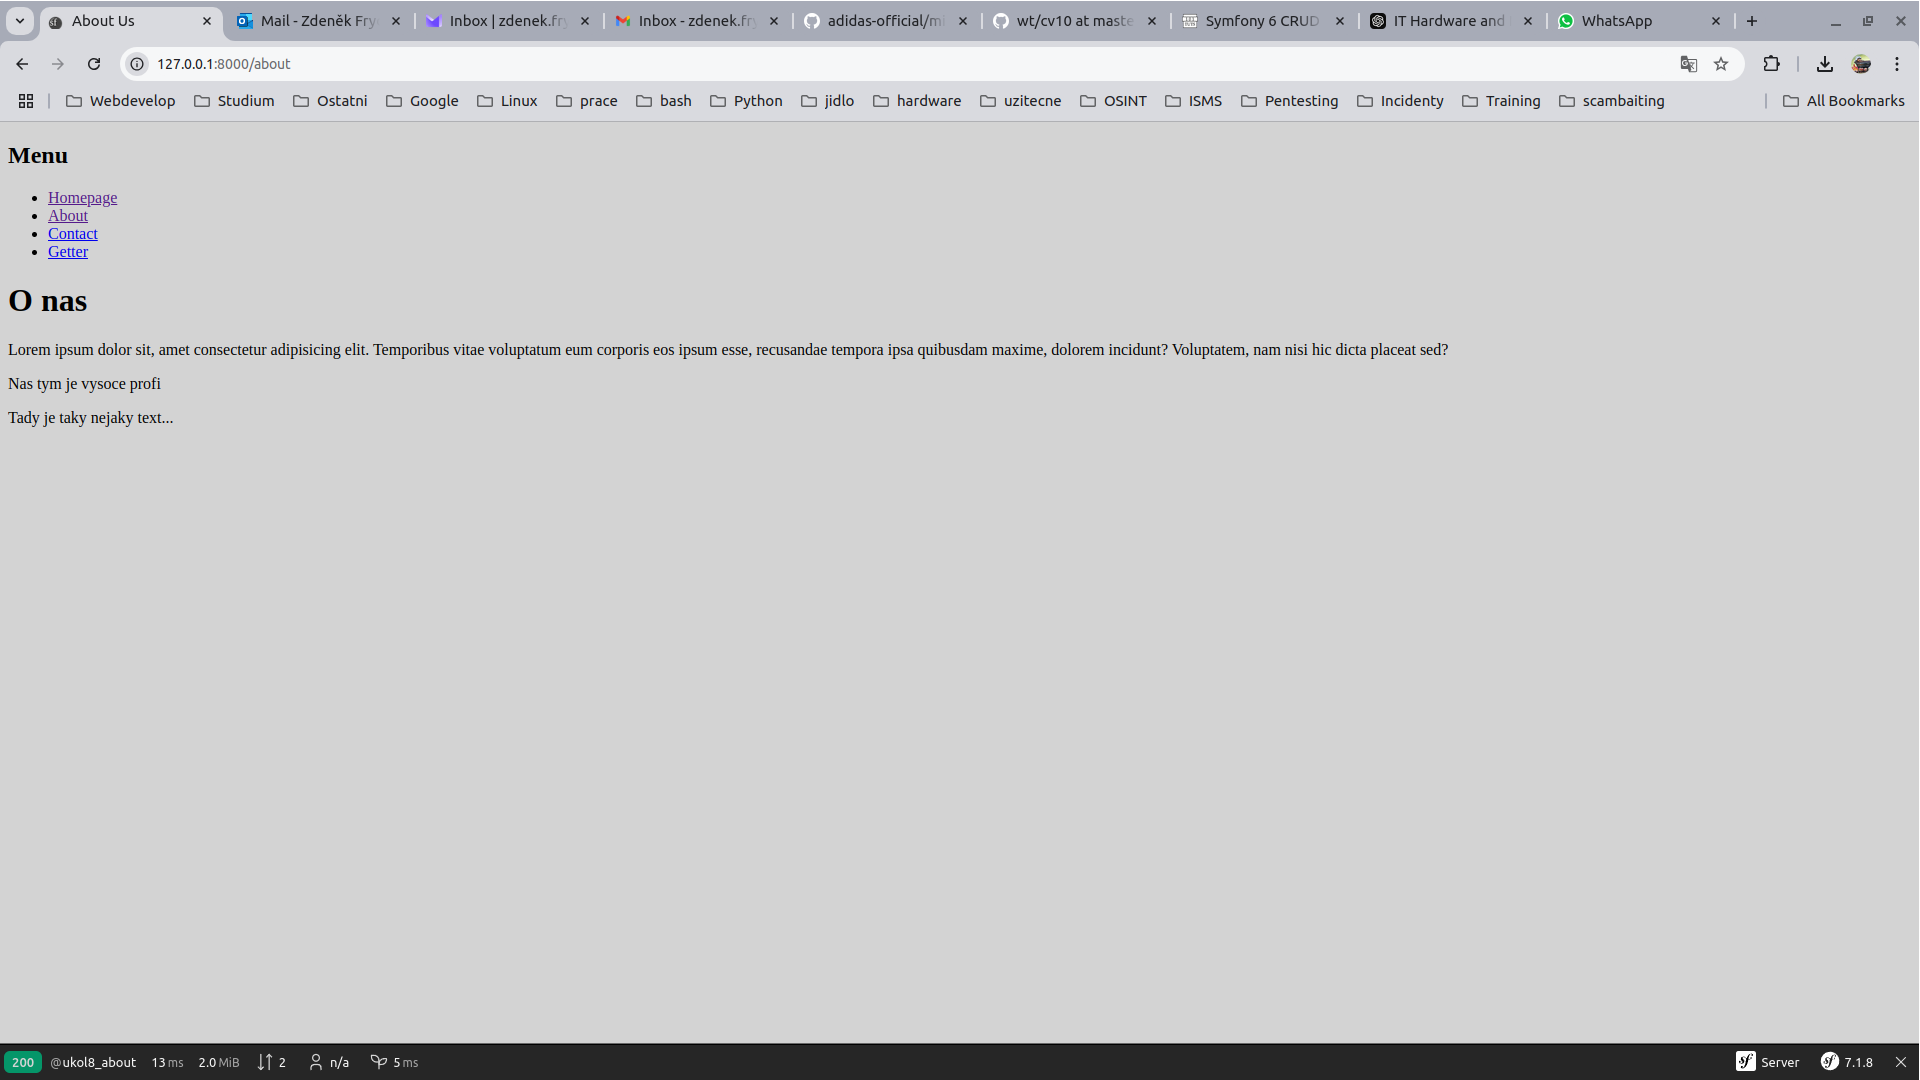 About Us
Mail - Zdeněk Fry
Inbox | zdenek.fry
Inbox - zdenek.fry
adidas-official/mi
wt/cv10 at maste
Symfony 6 CRUD
IT Hardware and
WhatsApp
127.0.0.1:8000/about
Webdevelop Studium Ostatni Google Linux prace bash Python jidlo hardware uzitecne OSINT ISMS Pentesting Incidenty Training scambaiting All Bookmarks
Menu
Homepage
About
Contact
Getter
O nas
Lorem ipsum dolor sit, amet consectetur adipisicing elit. Temporibus vitae voluptatum eum corporis eos ipsum esse, recusandae tempora ipsa quibusdam maxime, dolorem incidunt? Voluptatem, nam nisi hic dicta placeat sed?
Nas tym je vysoce profi
Tady je taky nejaky text...
200 @ukol8_about 13 ms 2.0 MiB 2 n/a 5 ms Server 7.1.8